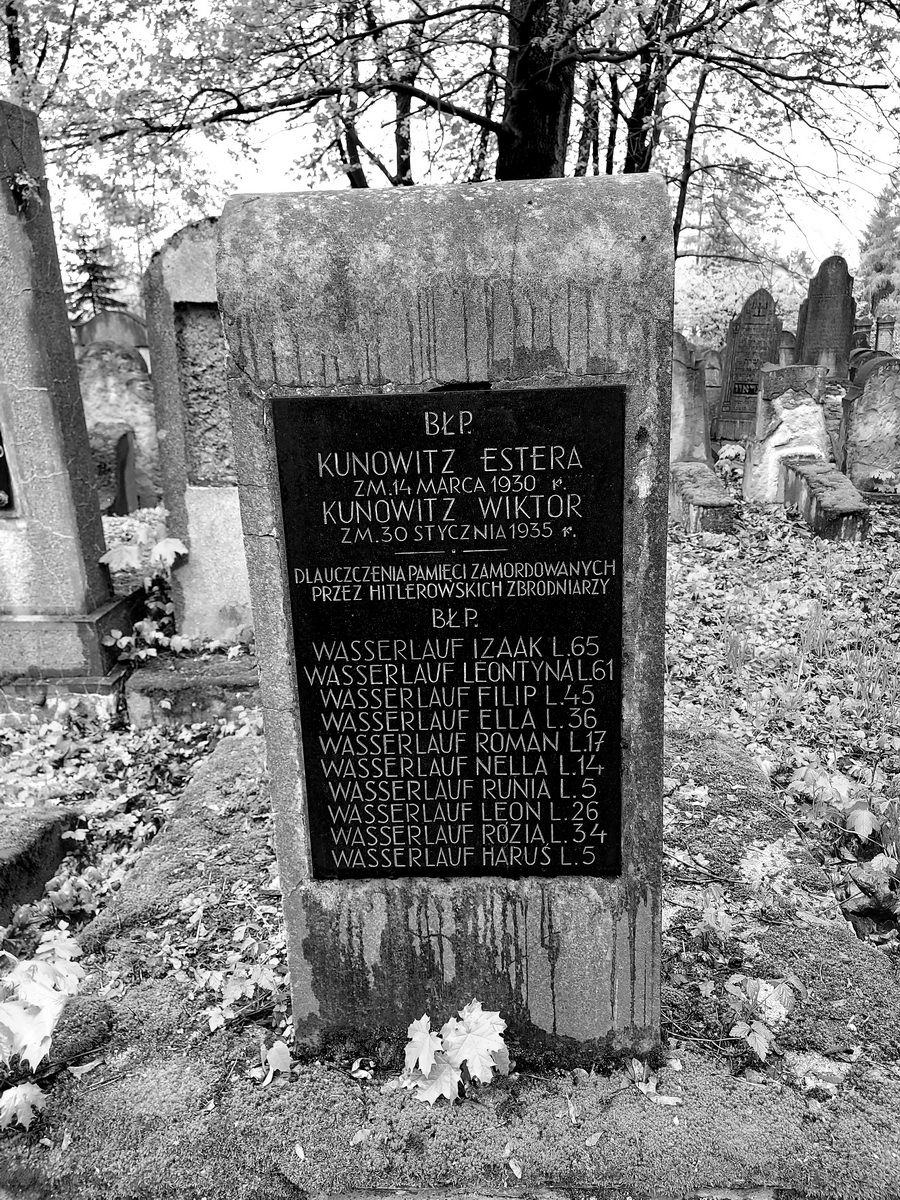 BŁP.
KUNOWITZ ESTERA
ZM. 14 MARCA 1930 r.
KUNOWITZ WIKTOR
ZM. 30 STYCZNIA 1935 r.
DLA UCZCZENIA PAMIĘCI ZAMORDOWANYCH
PRZEZ HITLEROWSKICH ZBRODNIARZY
BŁP.
WASSERLAUF IZAAK L.65
WASSERLAUF LEONTYNA L.61
WASSERLAUF FILIP L.45
WASSERLAUF ELLA L.36
WASSERLAUF ROMAN L.17
WASSERLAUF NELLA L.14
WASSERLAUF RUNIA L.5
WASSERLAUF LEON L.26
WASSERLAUF RÓZIA L.34
WASSERLAUF HARUŚ L.5